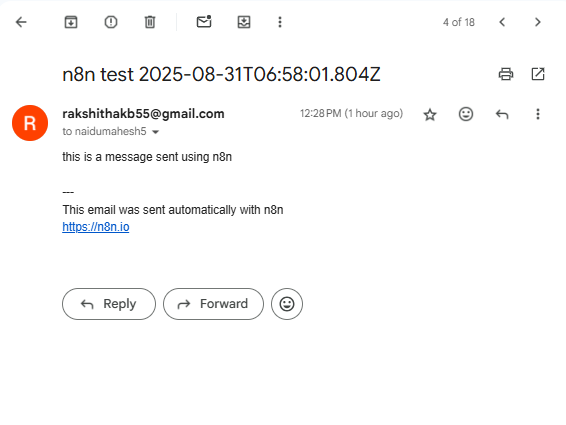 4 of 18
n8n test 2025-08-31T06:58:01.804Z
R
rakshithakb55@gmail.com 12:28 PM (1 hour ago)
to naidumahesh5
this is a message sent using n8n
---
This email was sent automatically with n8n
https://n8n.io
Reply Forward